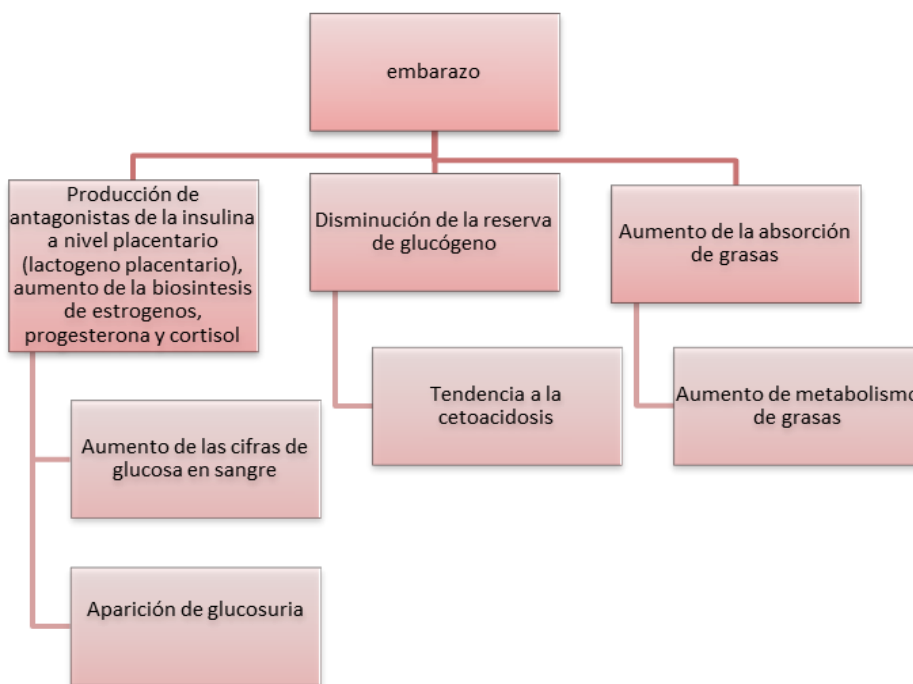 embarazo
Producción de
antagonistas de la insulina
a nivel placentario
(lactogeno placentario),
aumento de la biosintesis
de estrogenos,
progesterona y cortisol
Aumento de las cifras de
glucosa en sangre
Aparición de glucosuria
Disminución de la reserva
de glucógeno
Tendencia a la
cetoacidosis
Aumento de la absorción
de grasas
Aumento de metabolismo
de grasas